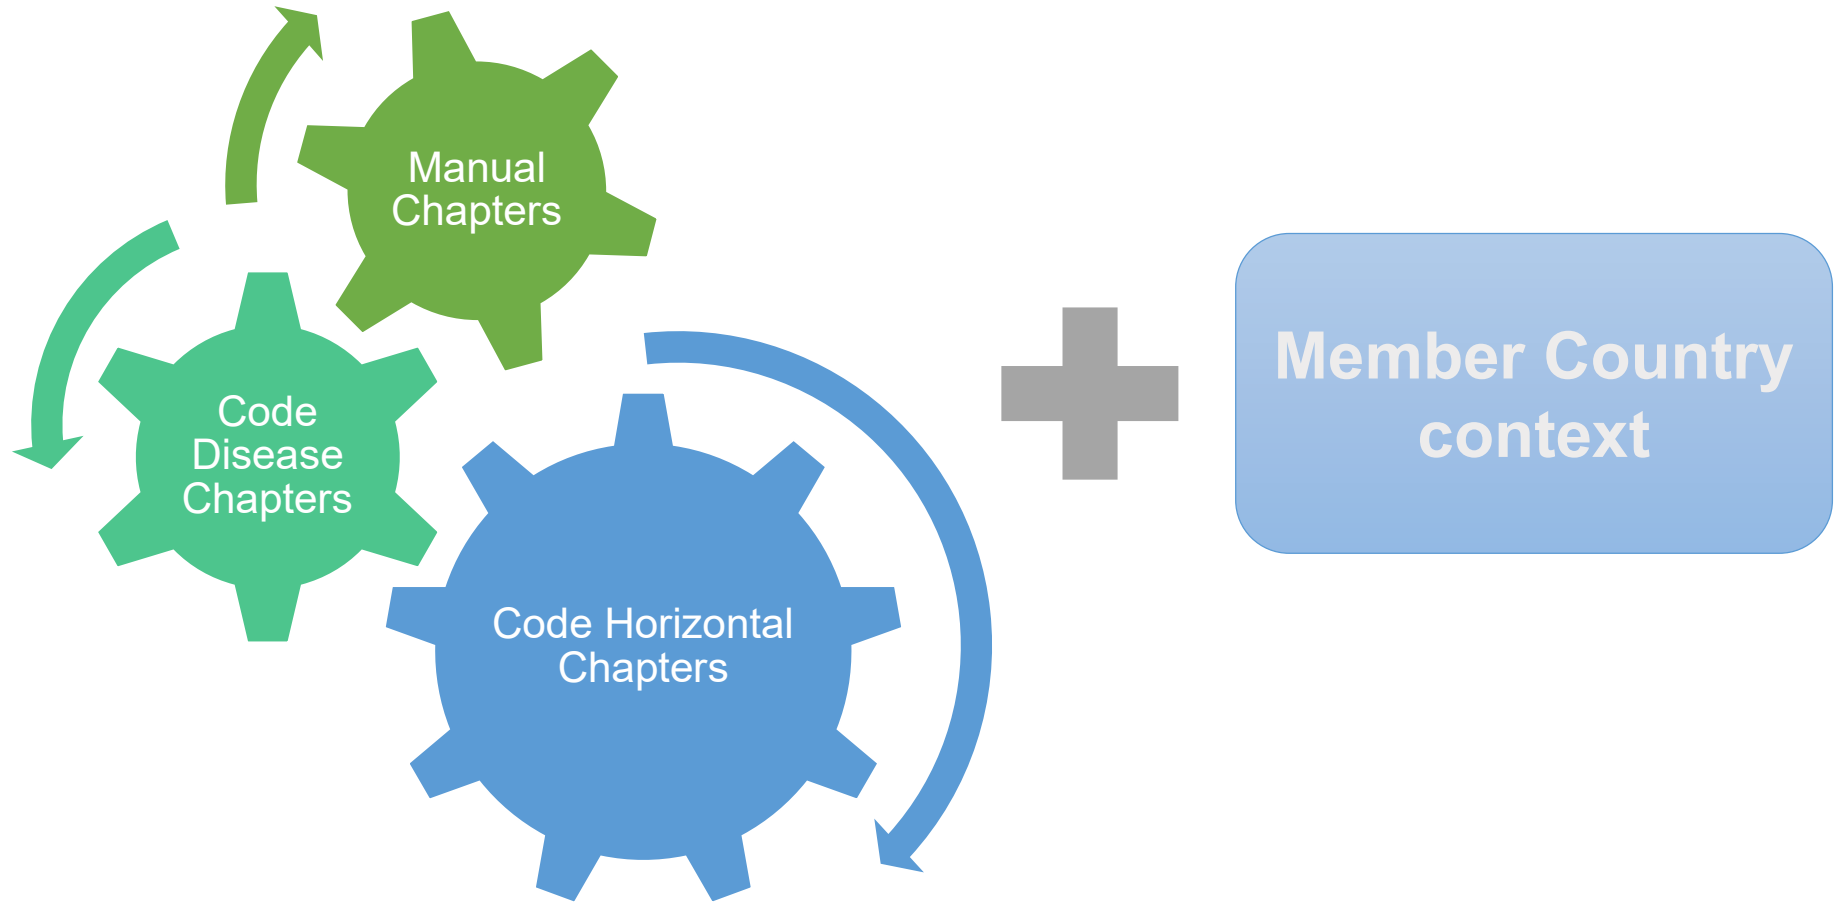 Manual
Chapters
Code
Disease
Chapters
Code Horizontal
Chapters
Member Country
context